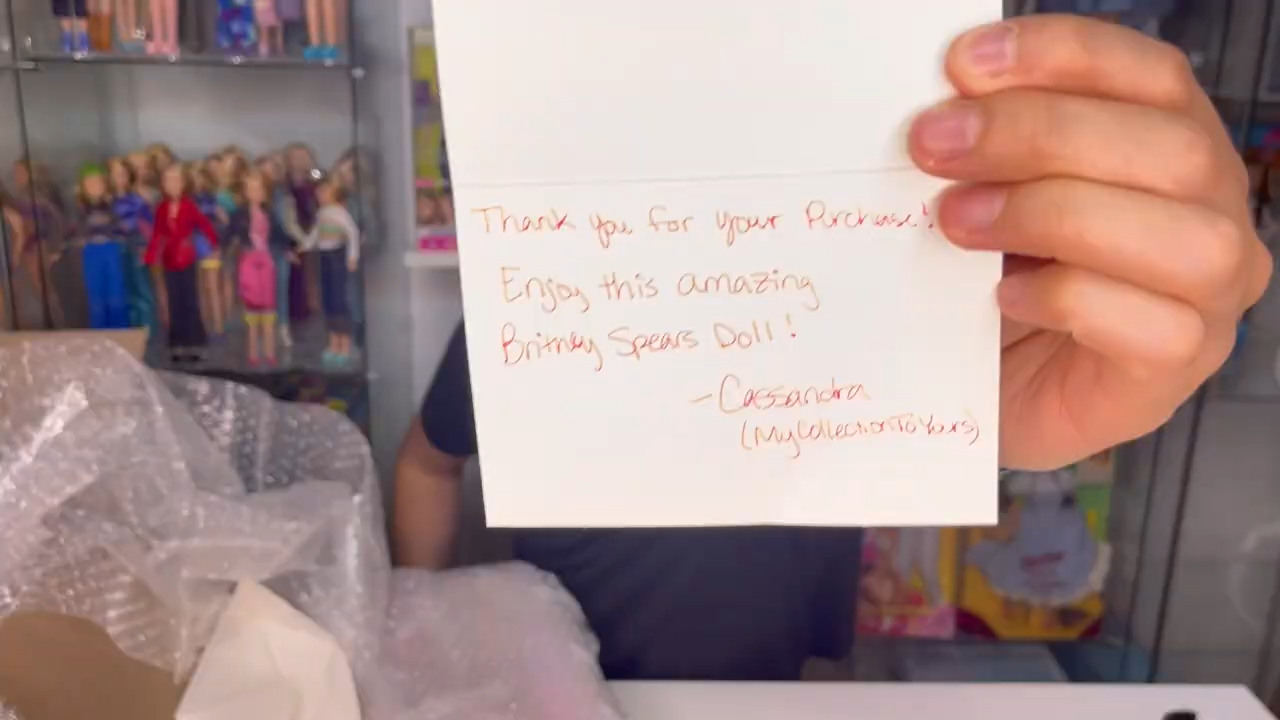 Thank you for your Purchase!
Enjoy this amazing
Britney Spears Doll!
-Cassandra
(MyCollectionToYours)